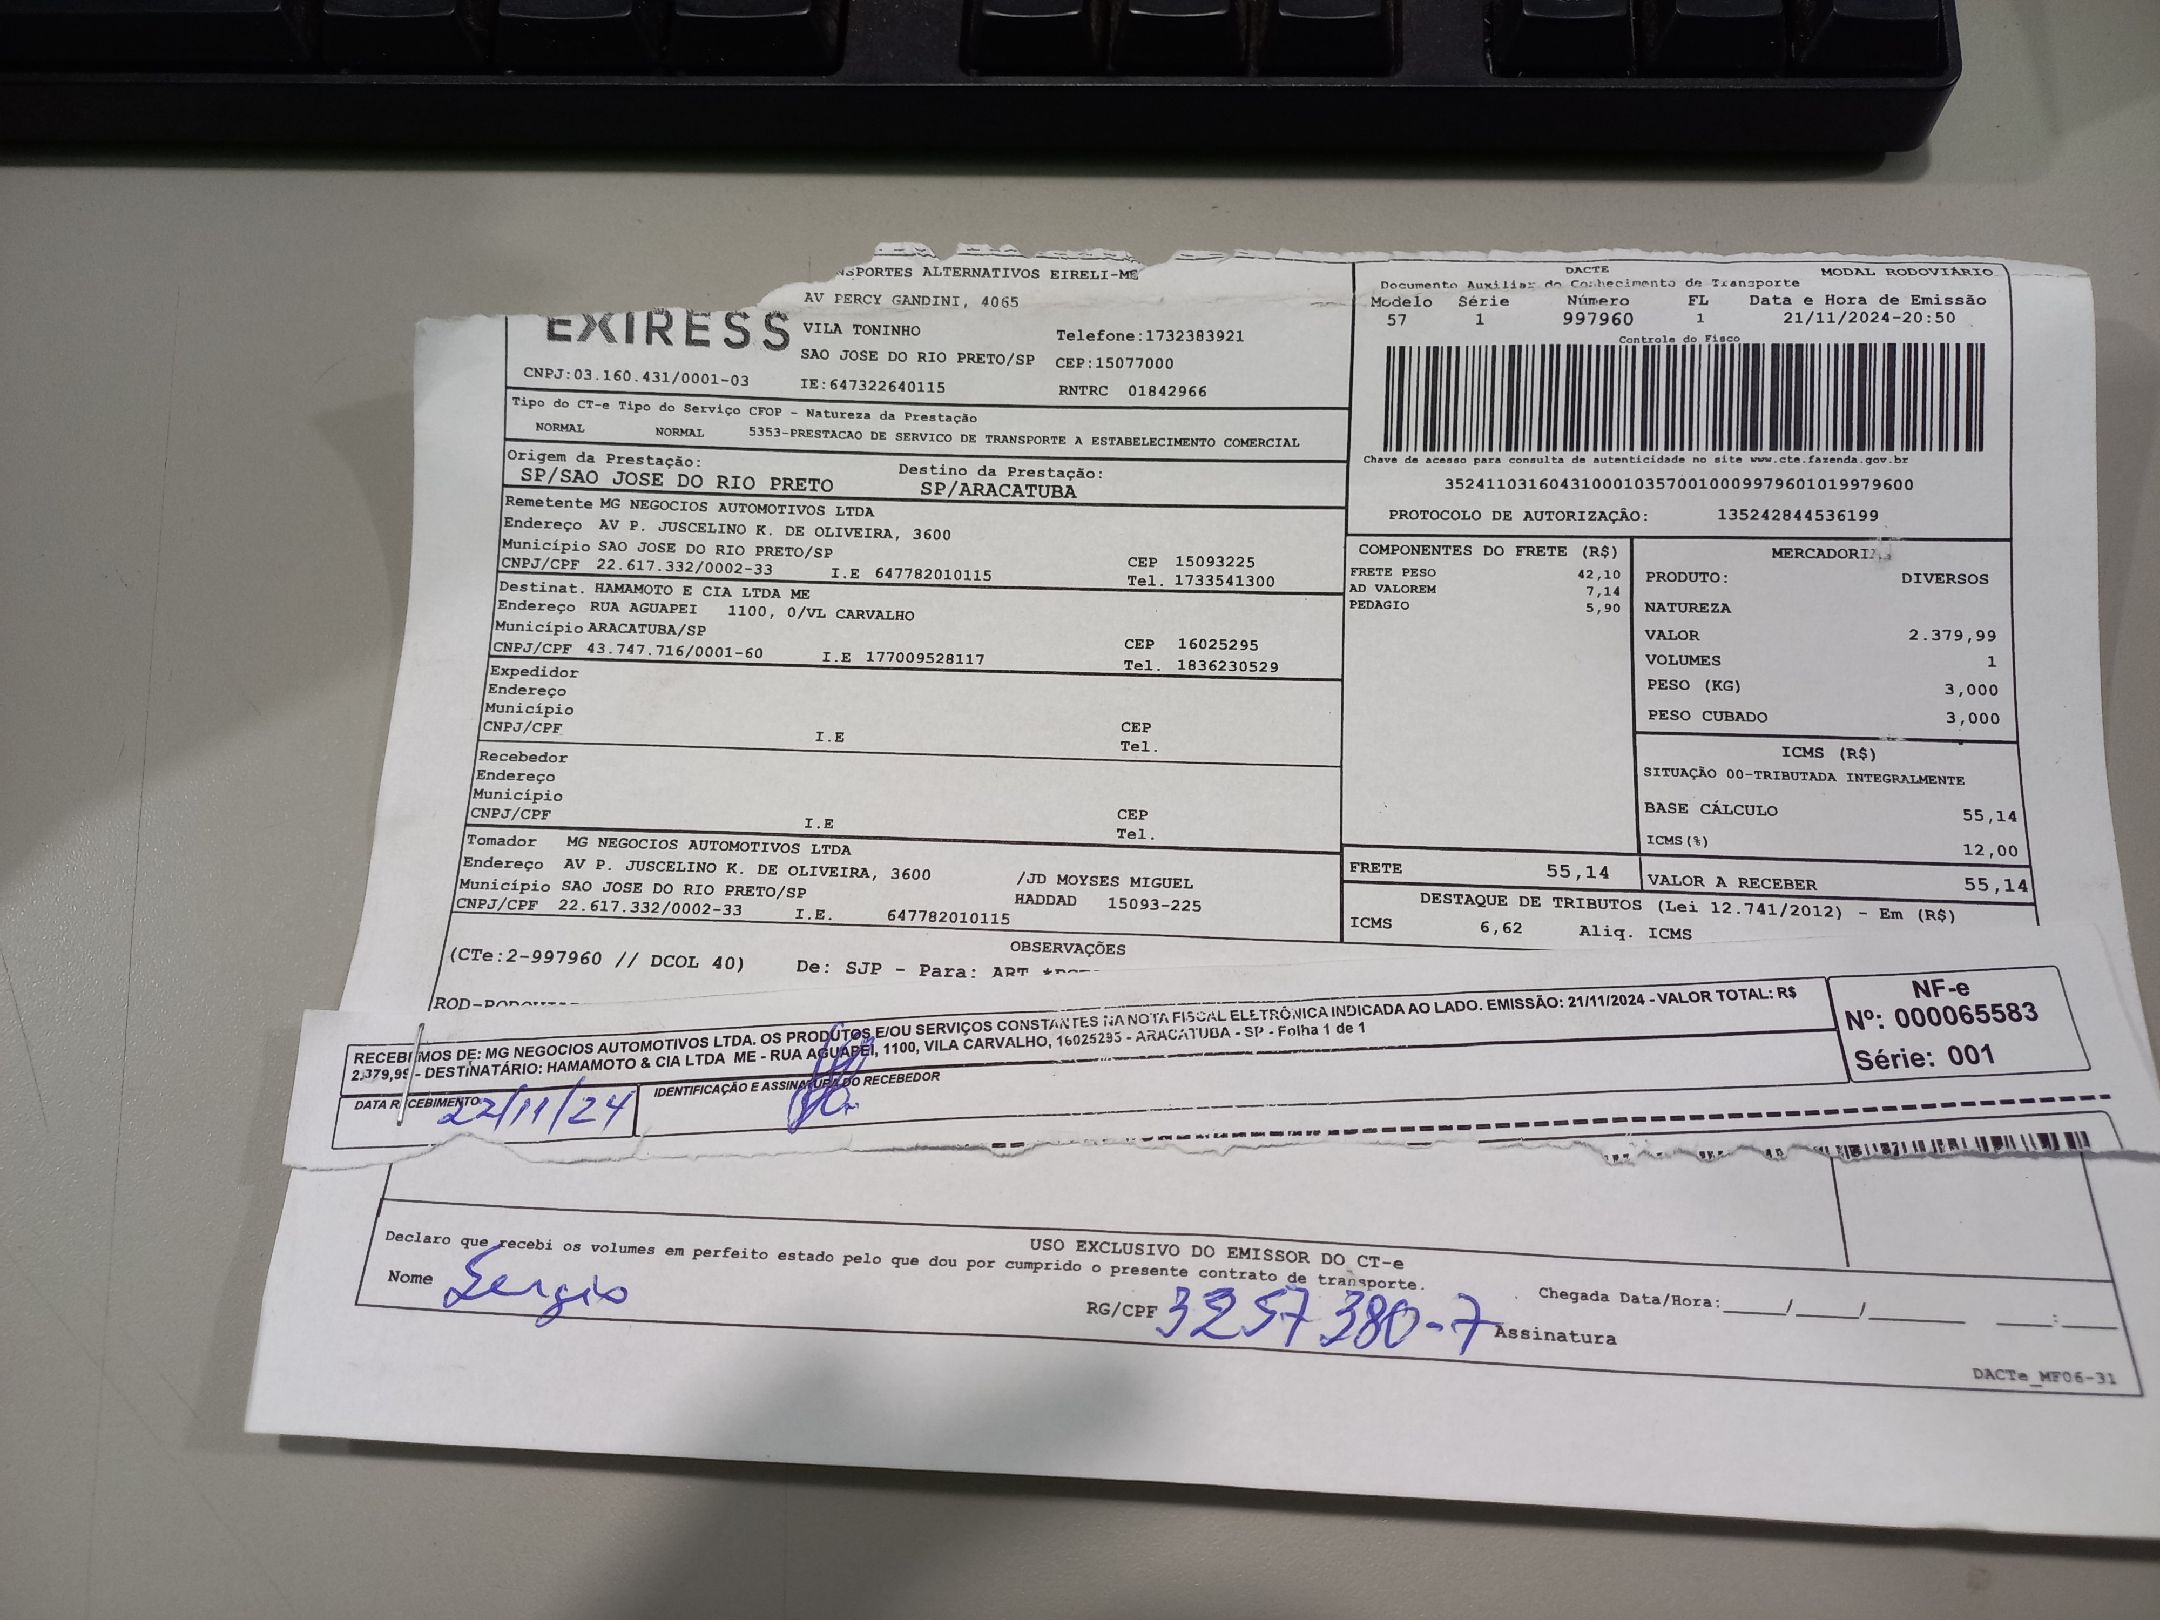 NSPORTES ALTERNATIVOS EIRELI-ME
AV PERCY GANDINI, 4065
EXIRESS
VILA TONINHO Telefone:1732383921
SAO JOSE DO RIO PRETO/SP CEP:15077000
CNPJ:03.160.431/0001-03 IE:647322640115 RNTRC 01842966
DACTE MODAL RODOVIÁRIO
Documento Auxiliar do Conhecimento de Transporte
Modelo Série Número FL Data e Hora de Emissão
57 1 997960 1 21/11/2024-20:50
Controle do Fisco
Chave de acesso para consulta de autenticidade no site www.cte.fazenda.gov.br
35241103160431000103570010009979601019979600
PROTOCOLO DE AUTORIZAÇÂO: 135242844536199
Tipo do CT-e Tipo do Serviço CFOP - Natureza da Prestação
NORMAL NORMAL 5353-PRESTACAO DE SERVICO DE TRANSPORTE A ESTABELECIMENTO COMERCIAL
Origem da Prestação: Destino da Prestação:
SP/SAO JOSE DO RIO PRETO SP/ARACATUBA
Remetente MG NEGOCIOS AUTOMOTIVOS LTDA
Endereço AV P. JUSCELINO K. DE OLIVEIRA, 3600
Município SAO JOSE DO RIO PRETO/SP CEP 15093225
CNPJ/CPF 22.617.332/0002-33 I.E 647782010115 Tel. 1733541300
Destinat. HAMAMOTO E CIA LTDA ME
Endereço RUA AGUAPEI 1100, 0/VL CARVALHO
Município ARACATUBA/SP CEP 16025295
CNPJ/CPF 43.747.716/0001-60 I.E 177009528117 Tel. 1836230529
Expedidor
Endereço
Município CEP
CNPJ/CPF I.E Tel.
Recebedor
Endereço
Município CEP
CNPJ/CPF I.E Tel.
Tomador MG NEGOCIOS AUTOMOTIVOS LTDA
Endereço AV P. JUSCELINO K. DE OLIVEIRA, 3600 /JD MOYSES MIGUEL
Município SAO JOSE DO RIO PRETO/SP HADDAD 15093-225
CNPJ/CPF 22.617.332/0002-33 I.E. 647782010115
COMPONENTES DO FRETE (R$)
FRETE PESO 42,10
AD VALOREM 7,14
PEDAGIO 5,90
MERCADORI
PRODUTO: DIVERSOS
NATUREZA
VALOR 2.379,99
VOLUMES 1
PESO (KG) 3,000
PESO CUBADO 3,000
ICMS (R$)
SITUAÇÃO 00-TRIBUTADA INTEGRALMENTE
BASE CÁLCULO 55,14
ICMS(%) 12,00
FRETE 55,14 VALOR A RECEBER 55,14
DESTAQUE DE TRIBUTOS (Lei 12.741/2012) - Em (R$)
ICMS 6,62 Aliq. ICMS
OBSERVAÇÕES
(CTe:2-997960 // DCOL 40) De: SJP - Para: ART
RECEBEMOS DE: MG NEGOCIOS AUTOMOTIVOS LTDA. OS PRODUTOS E/OU SERVIÇOS CONSTANTES NA NOTA FISCAL ELETRÔNICA INDICADA AO LADO. EMISSÃO: 21/11/2024 - VALOR TOTAL: R$
2.379,99 - DESTINATÁRIO: HAMAMOTO & CIA LTDA ME - RUA AGUAPEI, 1100, VILA CARVALHO, 16025295 - ARACATUBA - SP - Folha 1 de 1
DATA RECEBIMENTO 22/11/24 IDENTIFICAÇÃO E ASSINATURA DO RECEBEDOR
NF-e
Nº: 000065583
Série: 001
USO EXCLUSIVO DO EMISSOR DO CT-e
Declaro que recebi os volumes em perfeito estado pelo que dou por cumprido o presente contrato de transporte.
Nome Sergio RG/CPF 3257380-7 Assinatura
Chegada Data/Hora:____/____/______ ____:____
DACTe_MF06-31